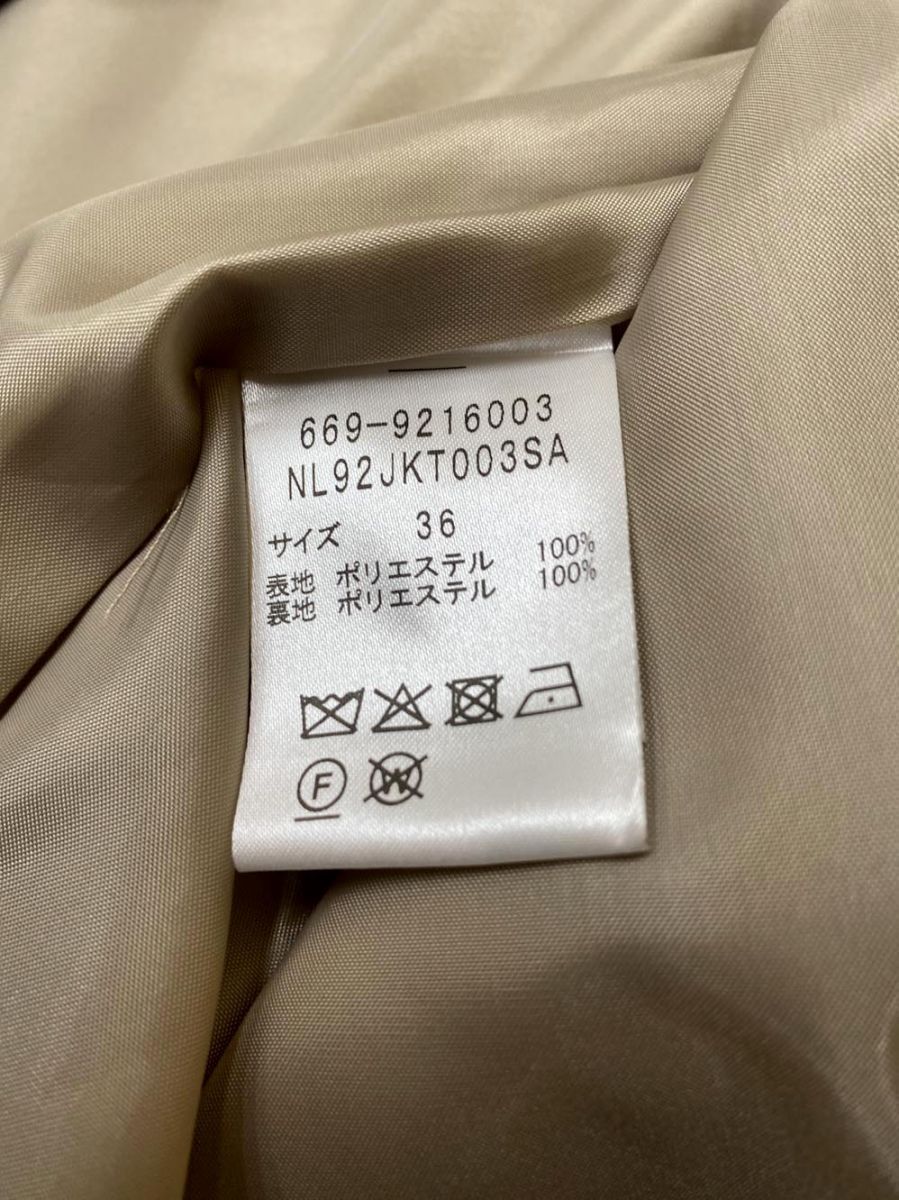 669-9216003
NL92JKT003SA
サイズ 36
表地 ポリエステル 100%
裏地 ポリエステル 100%
F W